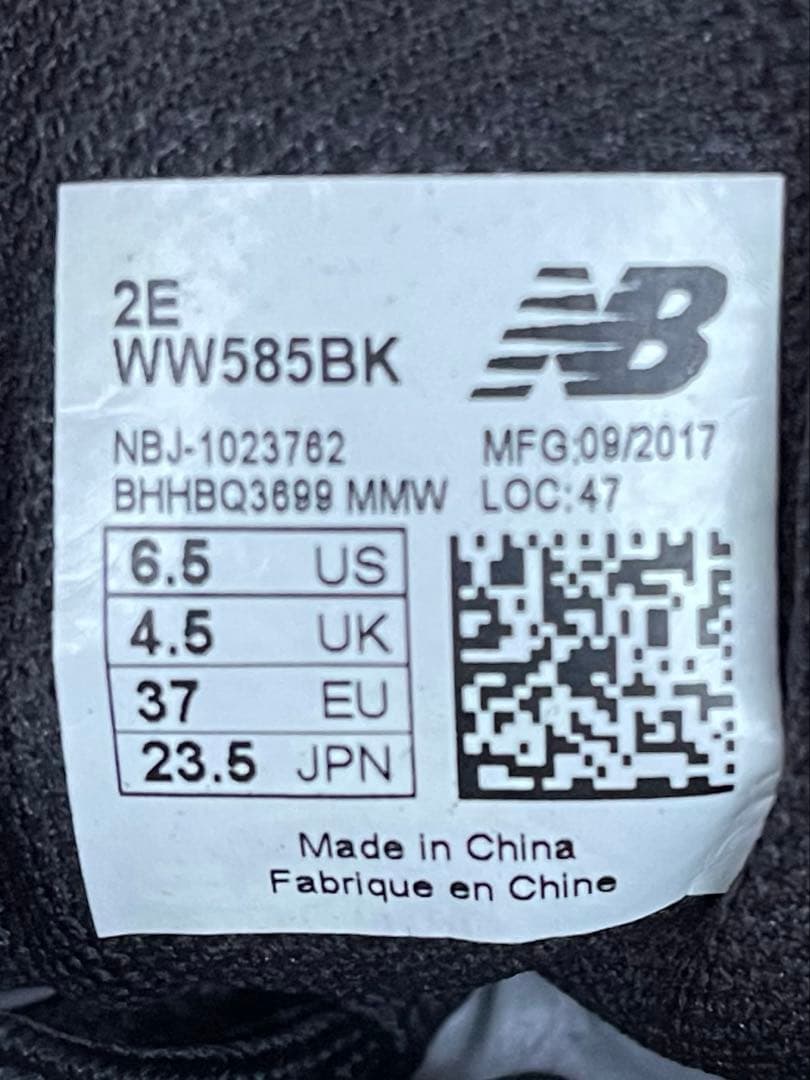 2E
WW585BK
NB
NBJ-1023762 MFG:09/2017
BHHBQ3699 MMW LOC:47
6.5 US
4.5 UK
37 EU
23.5 JPN
Made in China
Fabrique en Chine